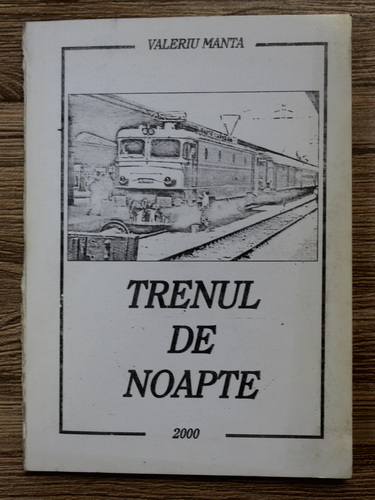 VALERIU MANTA
TRENUL
DE
NOAPTE
2000